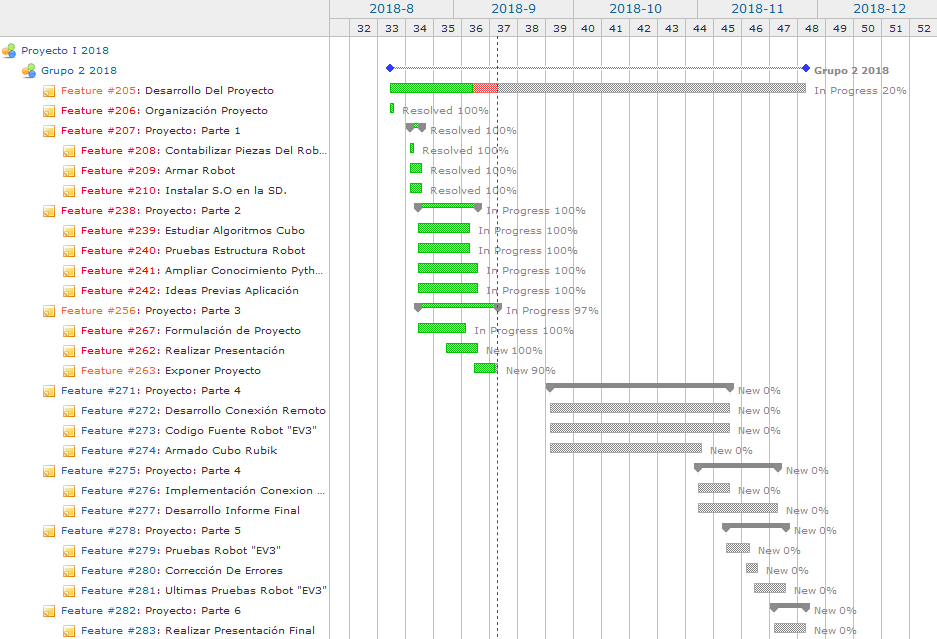 2018-8 2018-9 2018-10 2018-11 2018-12
32 33 34 35 36 37 38 39 40 41 42 43 44 45 46 47 48 49 50 51 52
Proyecto I 2018
Grupo 2 2018 Grupo 2 2018
Feature #205: Desarrollo Del Proyecto In Progress 20%
Feature #206: Organización Proyecto Resolved 100%
Feature #207: Proyecto: Parte 1 Resolved 100%
Feature #208: Contabilizar Piezas Del Rob... Resolved 100%
Feature #209: Armar Robot Resolved 100%
Feature #210: Instalar S.O en la SD. Resolved 100%
Feature #238: Proyecto: Parte 2 In Progress 100%
Feature #239: Estudiar Algoritmos Cubo In Progress 100%
Feature #240: Pruebas Estructura Robot In Progress 100%
Feature #241: Ampliar Conocimiento Pyth... In Progress 100%
Feature #242: Ideas Previas Aplicación In Progress 100%
Feature #256: Proyecto: Parte 3 In Progress 97%
Feature #267: Formulación de Proyecto In Progress 100%
Feature #262: Realizar Presentación New 100%
Feature #263: Exponer Proyecto New 90%
Feature #271: Proyecto: Parte 4 New 0%
Feature #272: Desarrollo Conexión Remoto New 0%
Feature #273: Codigo Fuente Robot "EV3" New 0%
Feature #274: Armado Cubo Rubik New 0%
Feature #275: Proyecto: Parte 4 New 0%
Feature #276: Implementación Conexion ... New 0%
Feature #277: Desarrollo Informe Final New 0%
Feature #278: Proyecto: Parte 5 New 0%
Feature #279: Pruebas Robot "EV3" New 0%
Feature #280: Corrección De Errores New 0%
Feature #281: Ultimas Pruebas Robot "EV3" New 0%
Feature #282: Proyecto: Parte 6 New 0%
Feature #283: Realizar Presentación Final New 0%